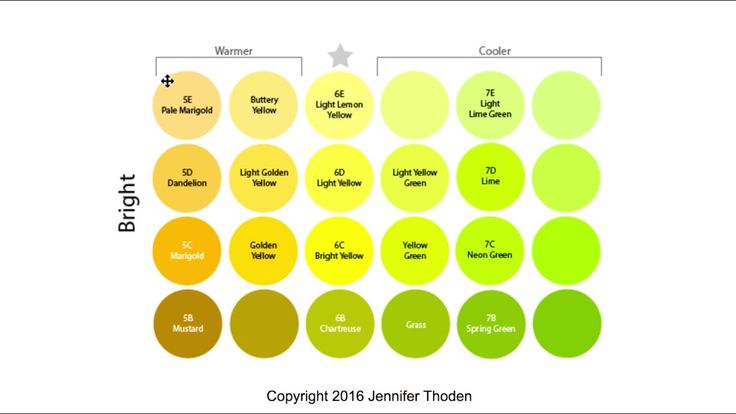 Warmer
Cooler
Bright
5E
Pale Marigold
Buttery
Yellow
6E
Light Lemon
Yellow
7E
Light
Lime Green
5D
Dandelion
Light Golden
Yellow
6D
Light Yellow
Light Yellow
Green
7D
Lime
5C
Marigold
Golden
Yellow
6C
Bright Yellow
Yellow
Green
7C
Neon Green
5B
Mustard
6B
Chartreuse
Grass
7B
Spring Green
Copyright 2016 Jennifer Thoden